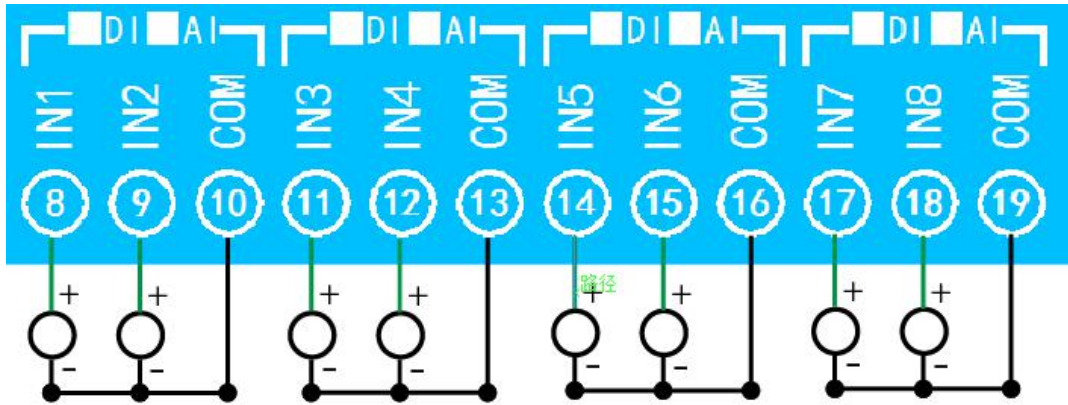 DI AI DI AI DI AI DI AI
IN1 IN2 COM IN3 IN4 COM IN5 IN6 COM IN7 IN8 COM
8 9 10 11 12 13 14 15 16 17 18 19
路径
+ + + + + + + +
- - - - - - - -